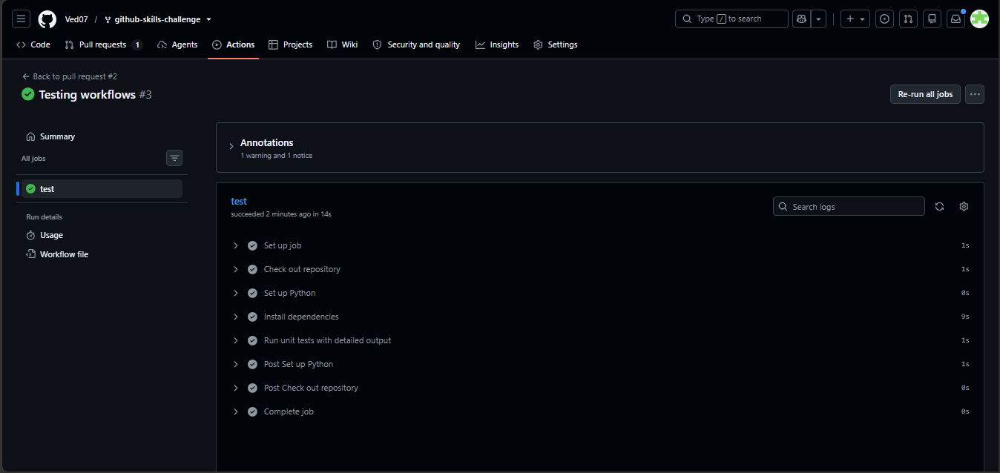 Ved07 / github-skills-challenge Type / to search
Code Pull requests 1 Agents Actions Projects Wiki Security and quality Insights Settings
Back to pull request #2
Testing workflows #3
Re-run all jobs
Summary
All jobs
test
Run details
Usage
Workflow file
Annotations
1 warning and 1 notice
test
succeeded 2 minutes ago in 14s
Search logs
Set up job 1s
Check out repository 1s
Set up Python 0s
Install dependencies 9s
Run unit tests with detailed output 1s
Post Set up Python 1s
Post Check out repository 0s
Complete job 0s